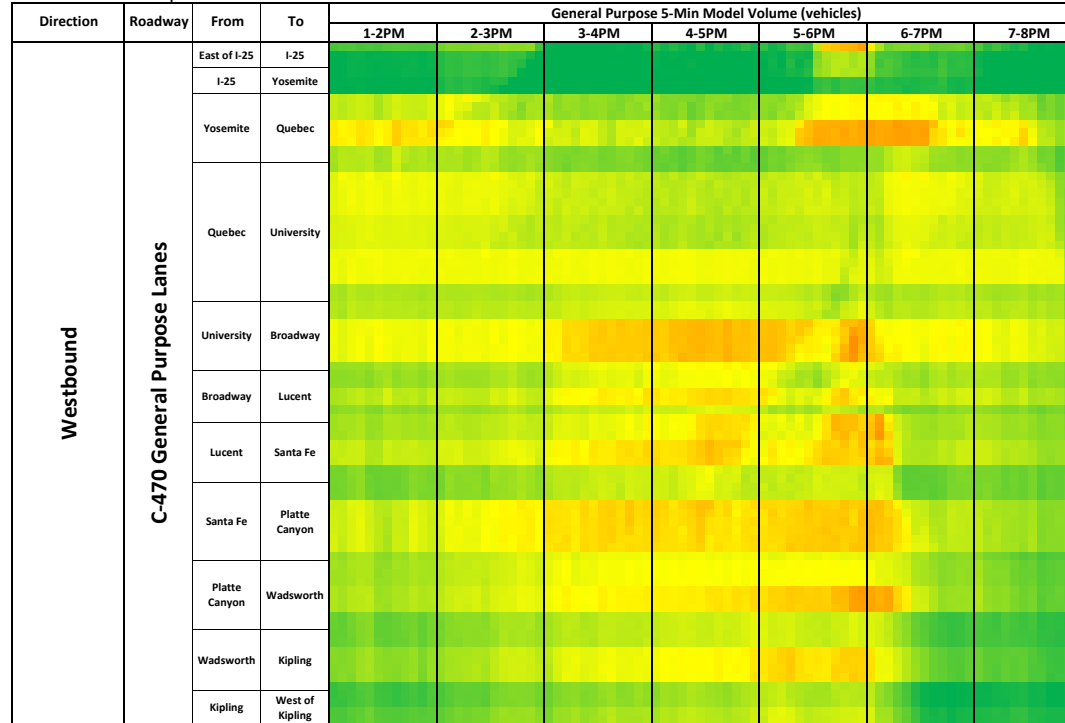 Direction Roadway From To General Purpose 5-Min Model Volume (vehicles)
1-2PM 2-3PM 3-4PM 4-5PM 5-6PM 6-7PM 7-8PM
Westbound
C-470 General Purpose Lanes
East of I-25 I-25
I-25 Yosemite
Yosemite Quebec
Quebec University
University Broadway
Broadway Lucent
Lucent Santa Fe
Santa Fe Platte
Canyon
Platte
Canyon Wadsworth
Wadsworth Kipling
Kipling West of
Kipling